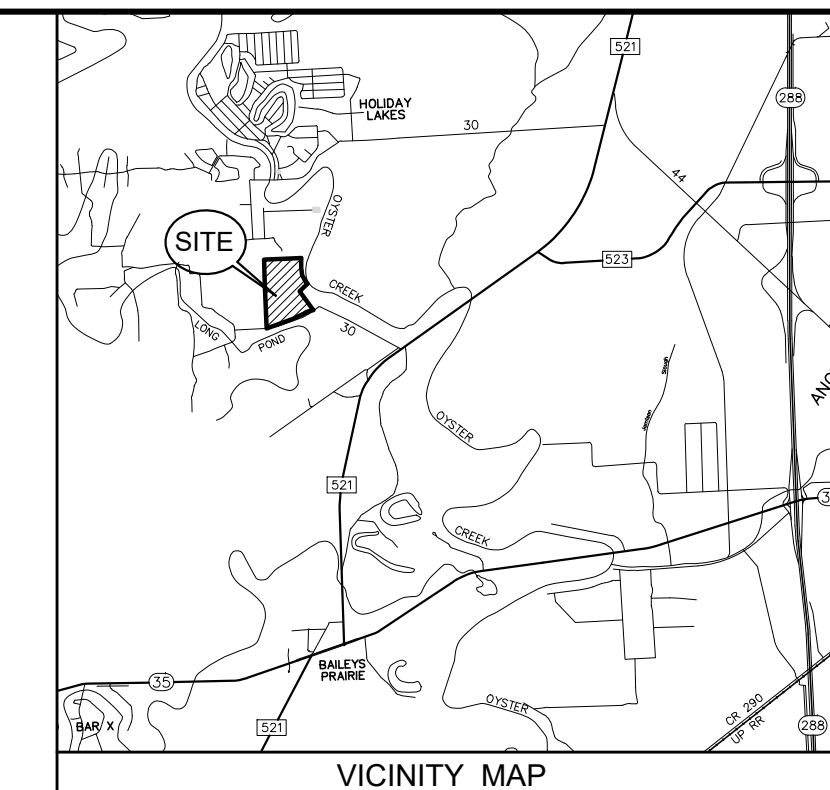 521
288
HOLIDAY
LAKES
30
44
OYSTER
SITE
523
CREEK
LONG
POND
30
Slough
OYSTER
521
CREEK
BAILEYS
PRAIRIE
35
OYSTER
BAR X
521
CR 290
UP RR
288
VICINITY MAP